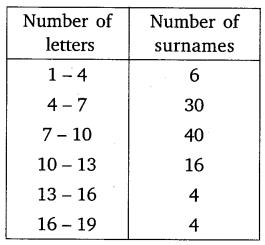 Number of letters Number of surnames
1 – 4 6
4 – 7 30
7 – 10 40
10 – 13 16
13 – 16 4
16 – 19 4